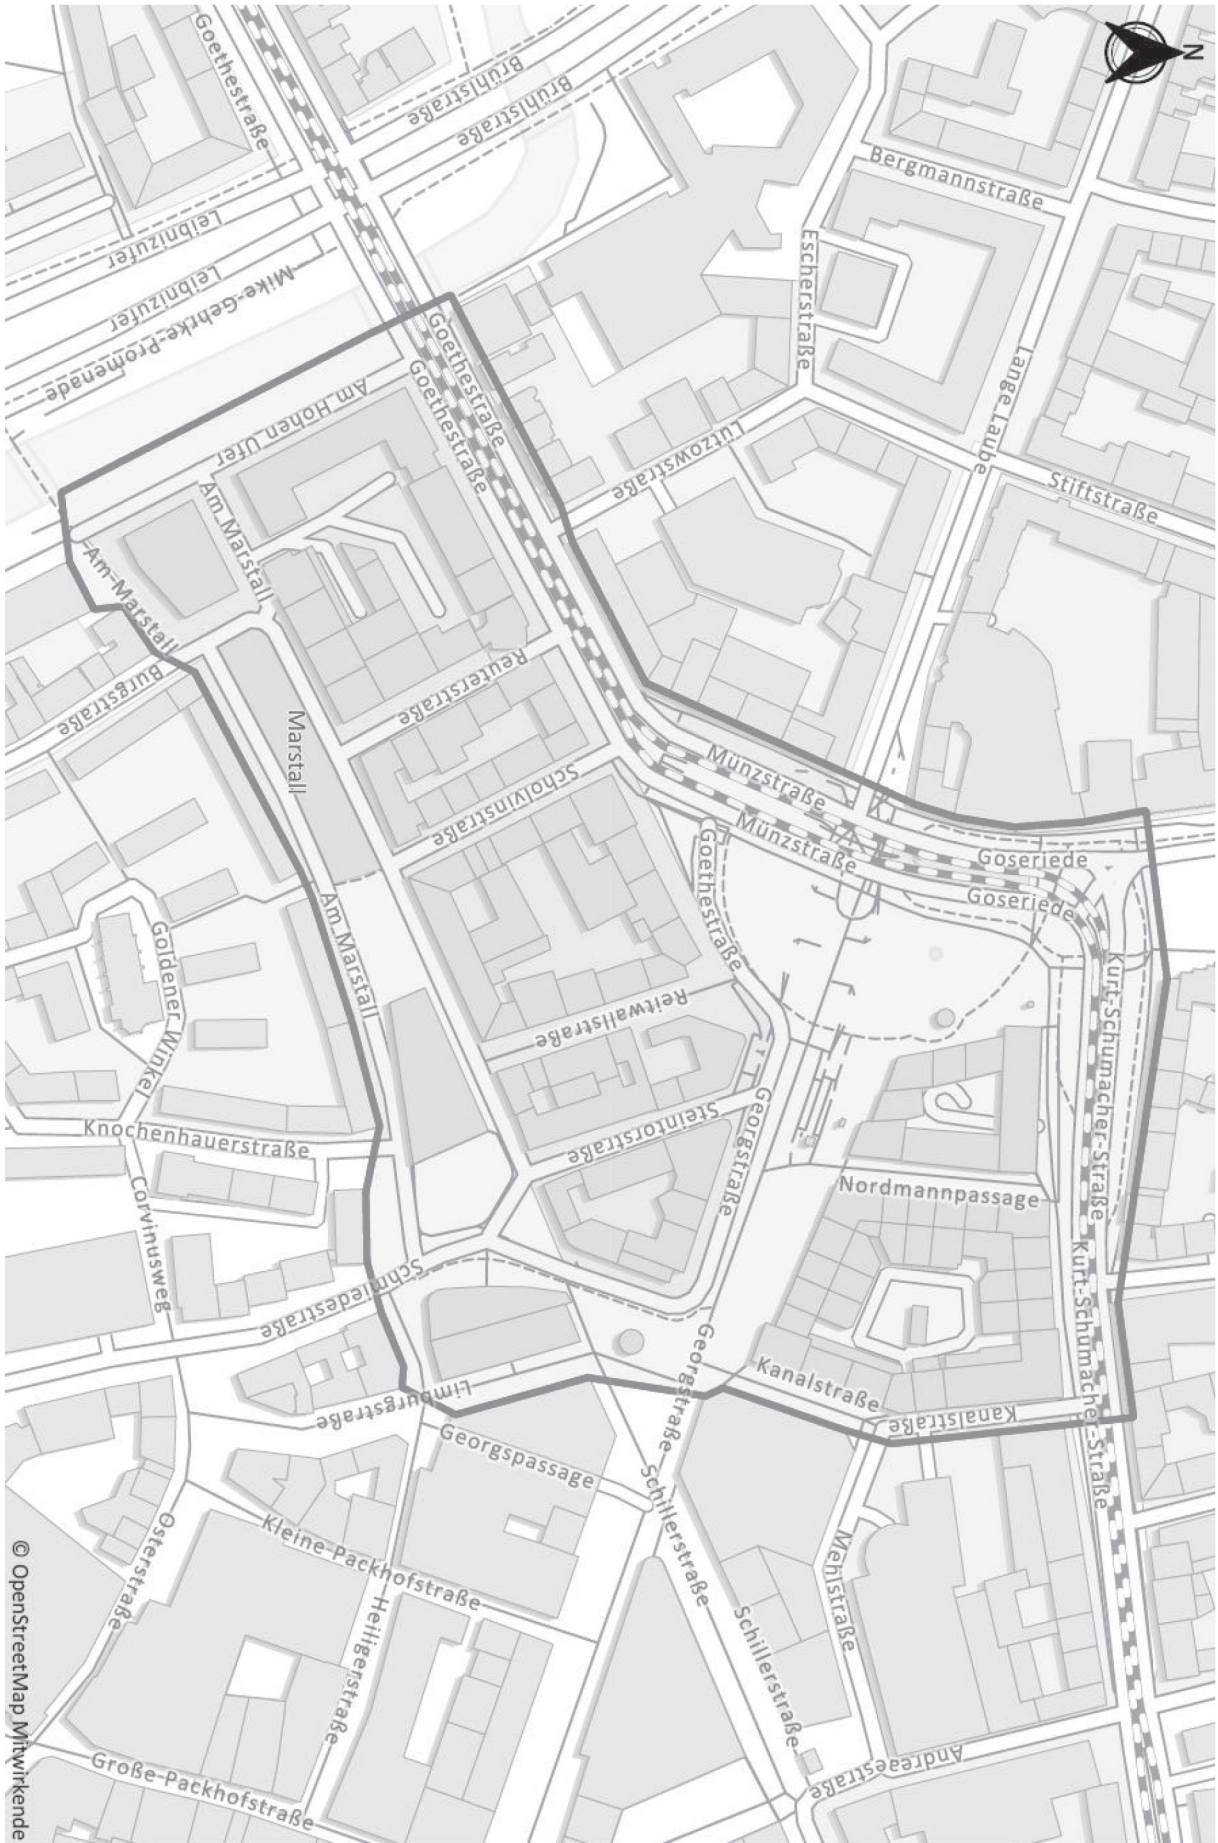 N
Goethestraße
Brühlstraße
Brühlstraße
Bergmannstraße
Leibnizufer
Leibnizufer
Mike-Gehrke-Promenade
Escherstraße
Lange Laube
Goethestraße
Goethestraße
Am Hohen Ufer
Lützowstraße
Stiftstraße
Am Marstall
Am Marstall
Burgstraße
Reuterstraße
Marstall
Scholvinstraße
Münzstraße
Münzstraße
Goethestraße
Goseriede
Goseriede
Am Marstall
Goldener Winkel
Reitwallstraße
Kurt-Schumacher-Straße
Knochenhauerstraße
Steintorstraße
Georgstraße
Nordmannpassage
Corvinusweg
Schmiedestraße
Kurt-Schumacher-Straße
Georgstraße
Kanalstraße
Kanalstraße
Limburgstraße
Georgspassage
Schillerstraße
Osterstraße
Kleine Packhofstraße
Mehlstraße
Heiligerstraße
Schillerstraße
Große Packhofstraße
Andreaestraße
© OpenStreetMap Mitwirkende